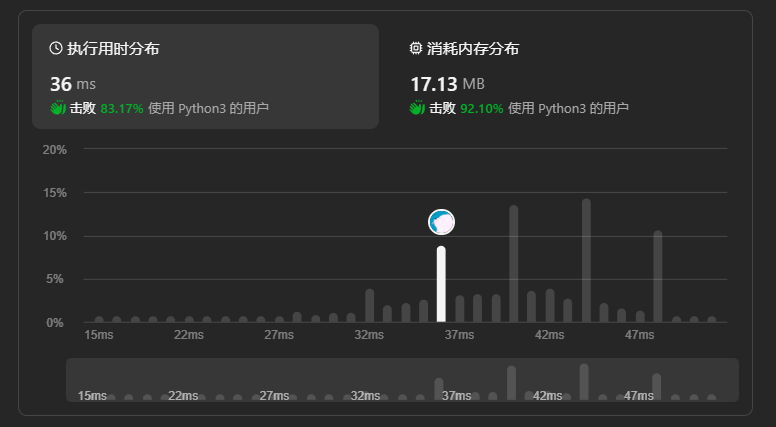 执行用时分布
36 ms
击败 83.17% 使用 Python3 的用户
消耗内存分布
17.13 MB
击败 92.10% 使用 Python3 的用户
20%
15%
10%
5%
0%
15ms 22ms 27ms 32ms 37ms 42ms 47ms
15ms 22ms 27ms 32ms 37ms 42ms 47ms